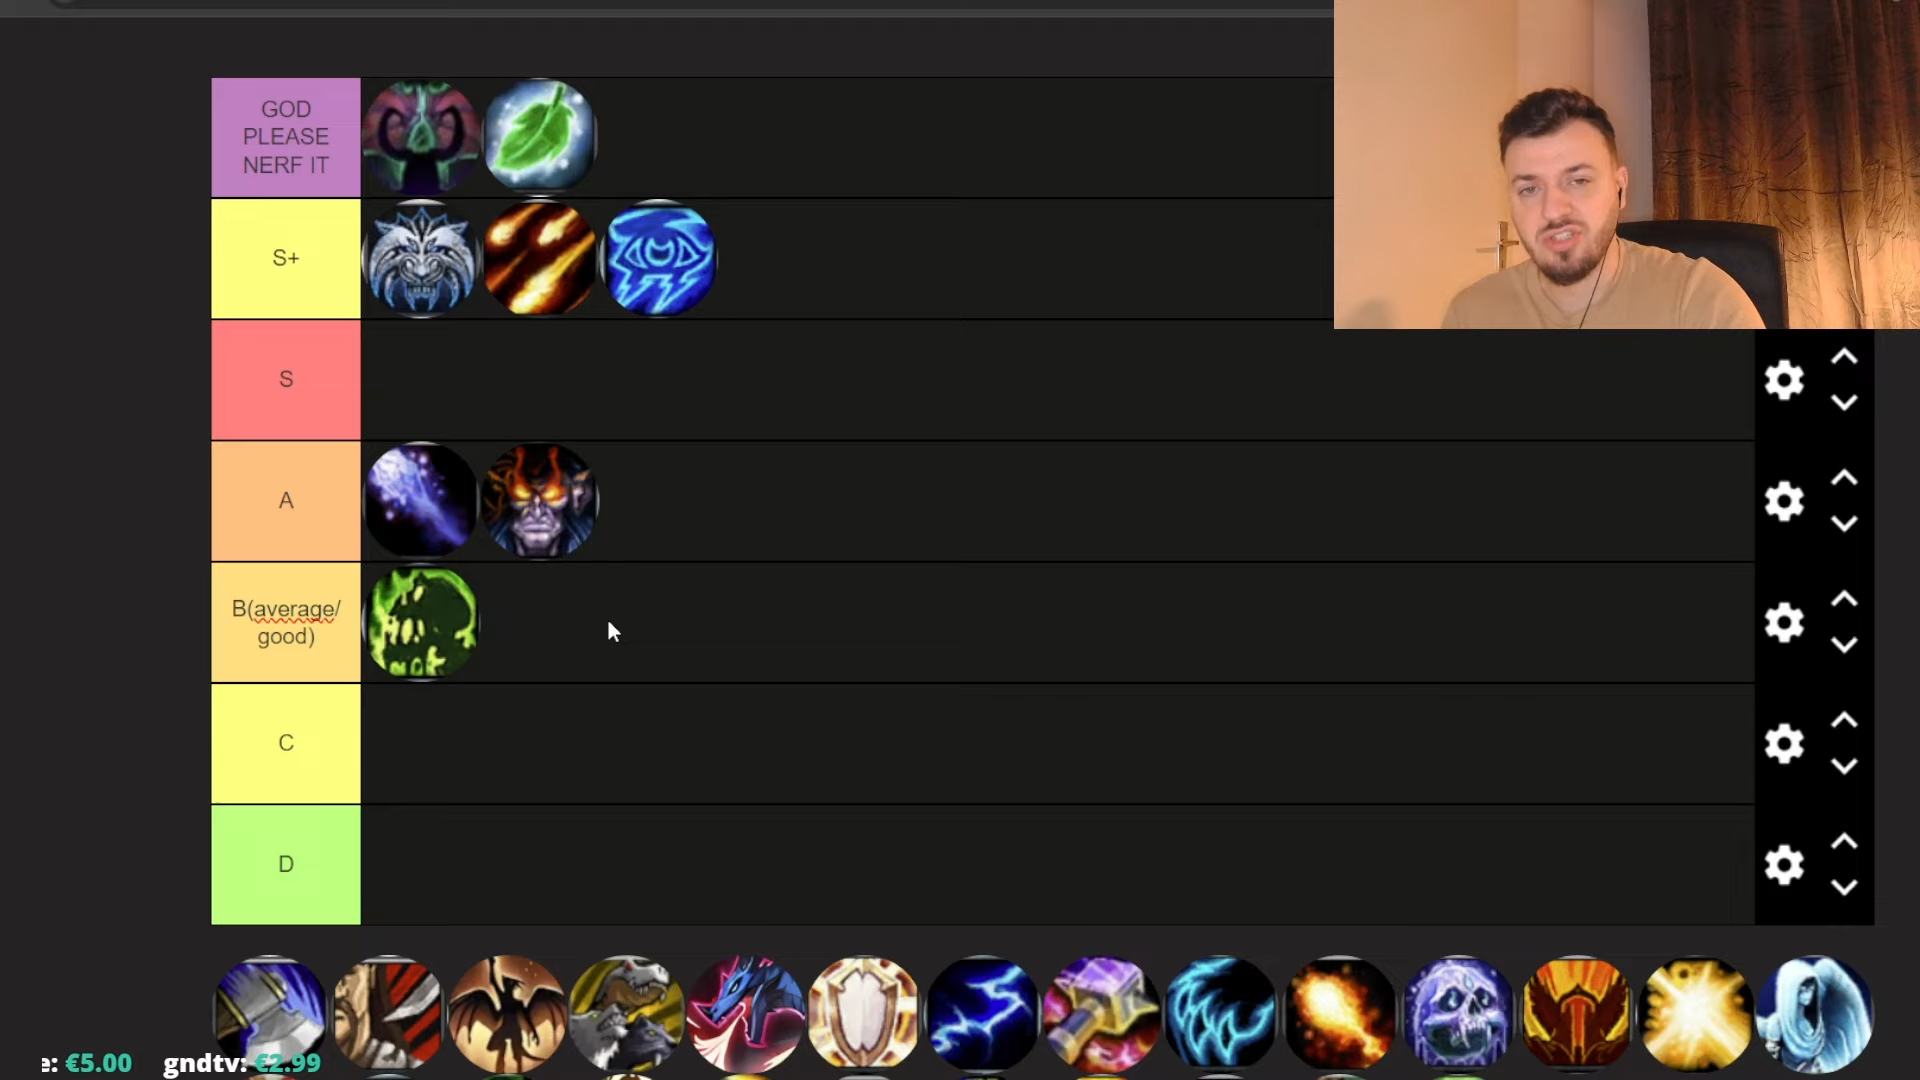 GOD
PLEASE
NERF IT
S+
S
A
B(average/
good)
C
D
e: €5.00 gndtv: €2.99